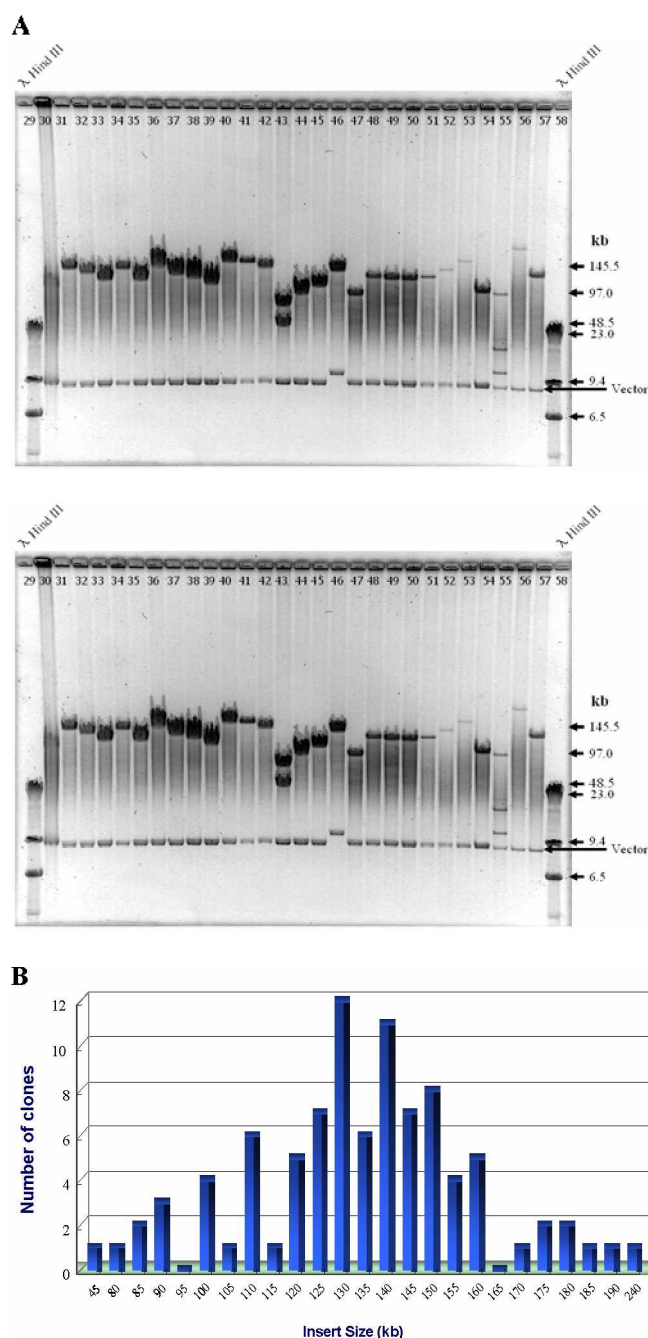 A
λ Hind III
λ Hind III
29 30 31 32 33 34 35 36 37 38 39 40 41 42 43 44 45 46 47 48 49 50 51 52 53 54 55 56 57 58
kb
145.5
97.0
48.5
23.0
9.4
Vector
6.5
λ Hind III
λ Hind III
29 30 31 32 33 34 35 36 37 38 39 40 41 42 43 44 45 46 47 48 49 50 51 52 53 54 55 56 57 58
kb
145.5
97.0
48.5
23.0
9.4
Vector
6.5
B
12
10
8
6
4
2
0
Number of clones
45 80 85 90 95 100 105 110 115 120 125 130 135 140 145 150 155 160 165 170 175 180 185 190 240
Insert Size (kb)